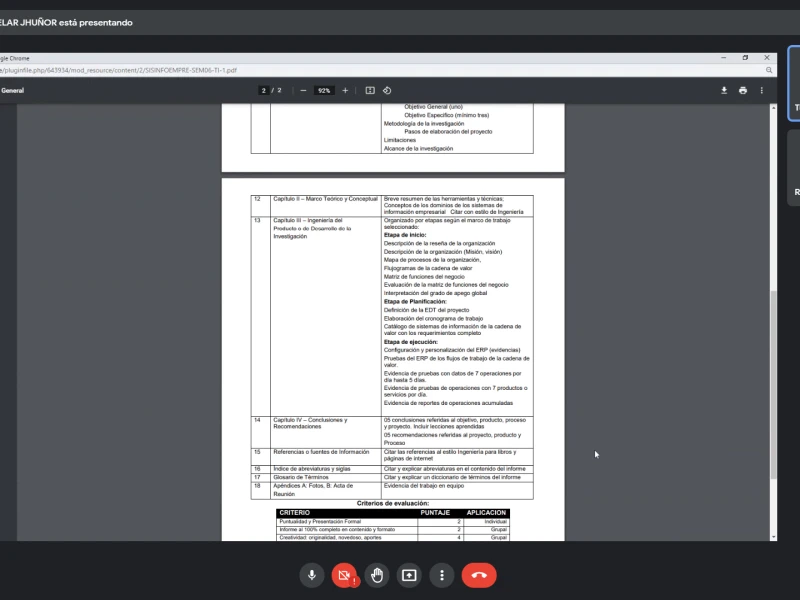 ELAR JHUÑOR está presentando
gle Chrome
e/pluginfile.php/643934/mod_resource/content/2/SISINFOEMPRE-SEM06-TI-1.pdf
General
2 / 2
92%
Objetivo General (uno)
Objetivo Especifico (mínimo tres)
Metodología de la investigación
Pasos de elaboración del proyecto
Limitaciones
Alcance de la investigación
12 Capítulo II – Marco Teórico y Conceptual Breve resumen de las herramientas y técnicas;
Conceptos de los dominios de los sistemas de
información empresarial Citar con estilo de Ingeniería
13 Capítulo III – Ingeniería del Organizado por etapas según el marco de trabajo
Producto o de Desarrollo de la seleccionado:
Investigación Etapa de inicio:
Descripción de la reseña de la organización
Descripción de la organización (Misión, visión)
Mapa de procesos de la organización,
Flujogramas de la cadena de valor
Matriz de funciones del negocio
Evaluación de la matriz de funciones del negocio
Interpretación del grado de apego global
Etapa de Planificación:
Definición de la EDT del proyecto
Elaboración del cronograma de trabajo
Catálogo de sistemas de información de la cadena de
valor con los requerimientos completo
Etapa de ejecución:
Configuración y personalización del ERP (evidencias)
Pruebas del ERP de los flujos de trabajo de la cadena de
valor.
Evidencia de pruebas con datos de 7 operaciones por
día hasta 5 días.
Evidencia de pruebas de operaciones con 7 productos o
servicios por día.
Evidencia de reportes de operaciones acumuladas
14 Capítulo IV – Conclusiones y 05 conclusiones referidas al objetivo, producto, proceso
Recomendaciones y proyecto. Incluir lecciones aprendidas
05 recomendaciones referidas al proyecto, producto y
Proceso
15 Referencias o fuentes de Información Citar las referencias al estilo Ingeniería para libros y
páginas de internet
16 Índice de abreviaturas y siglas Citar y explicar abreviaturas en el contenido del informe
17 Glosario de Términos Citar y explicar un diccionario de términos del informe
18 Apéndices A: Fotos, B: Acta de Evidencia del trabajo en equipo
Reunión
Criterios de evaluación:
CRITERIO PUNTAJE APLICACION
Puntualidad y Presentación Formal 2 Individual
Informe al 100% completo en contenido y formato 2 Grupal
Creatividad: originalidad, novedoso, aportes 4 Grupal